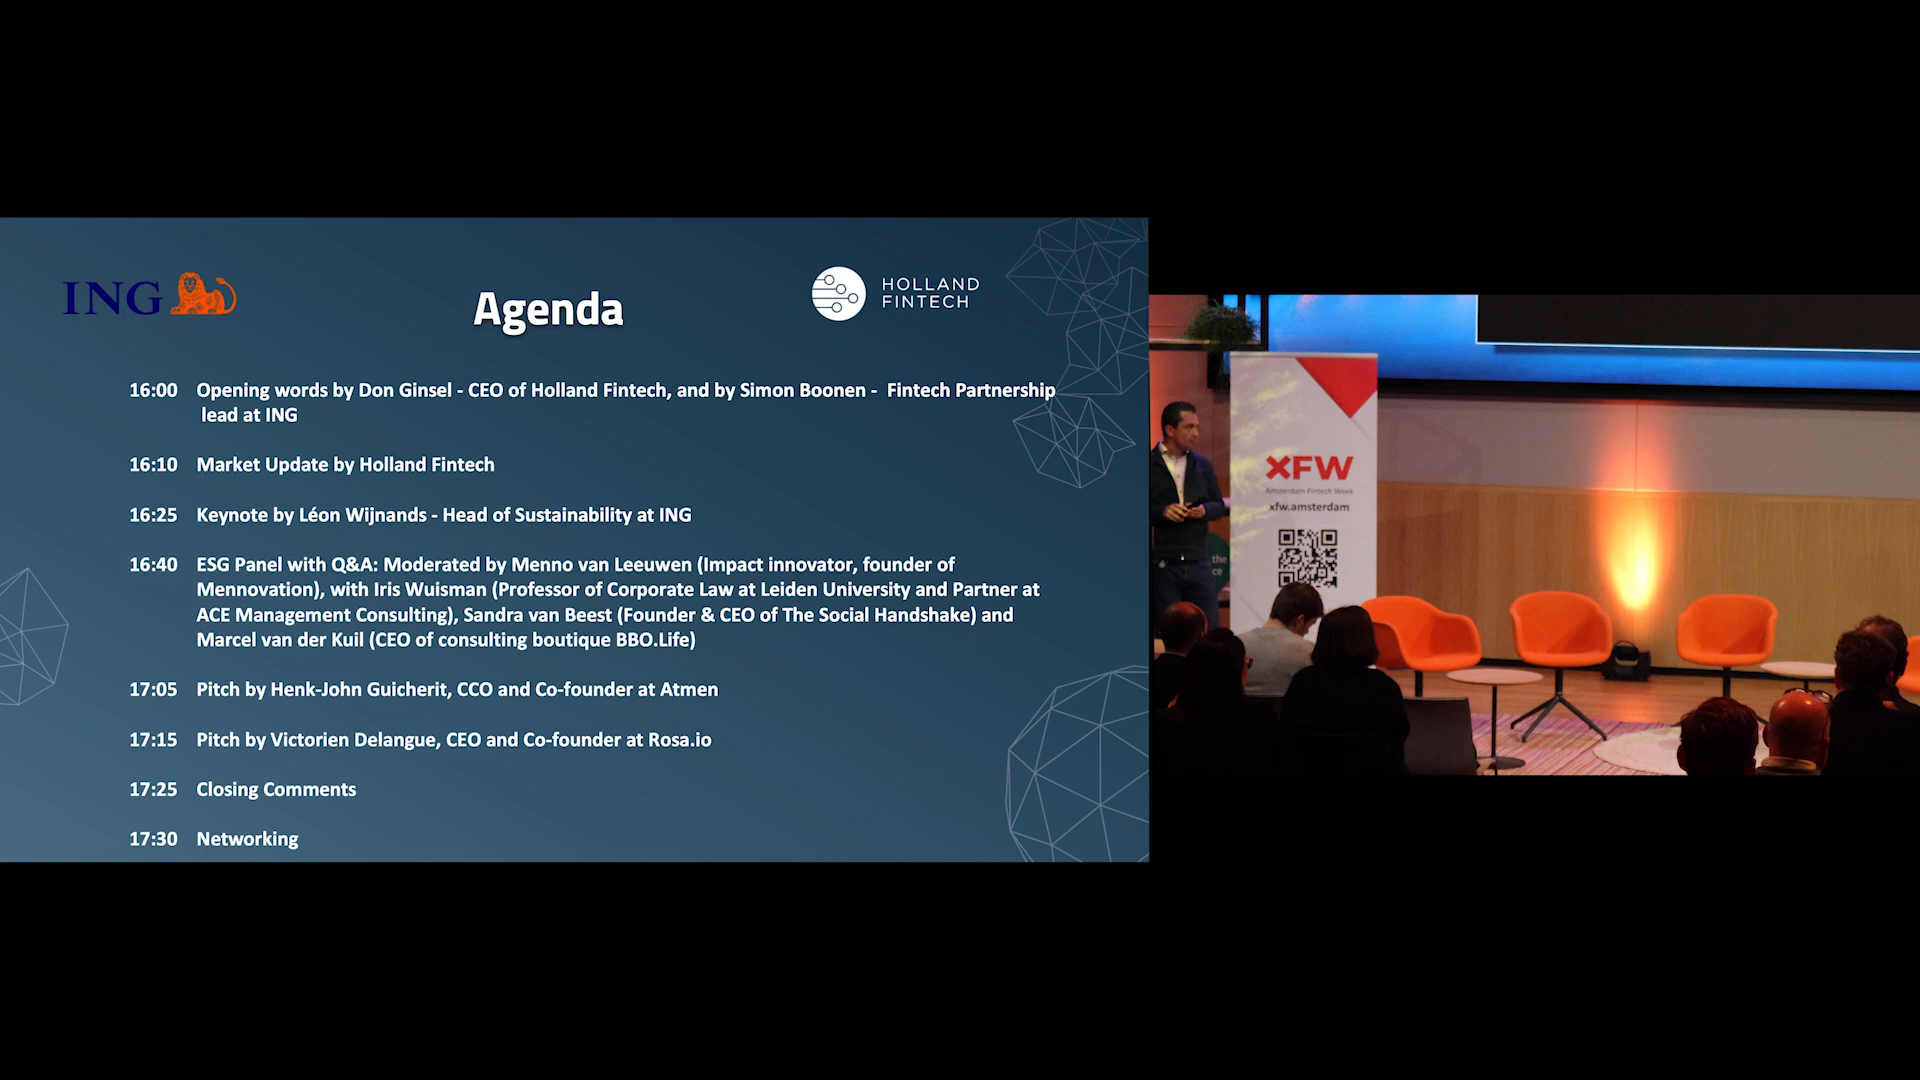 ING
Agenda
HOLLAND
FINTECH
16:00 Opening words by Don Ginsel - CEO of Holland Fintech, and by Simon Boonen - Fintech Partnership
lead at ING
16:10 Market Update by Holland Fintech
16:25 Keynote by Léon Wijnands - Head of Sustainability at ING
16:40 ESG Panel with Q&A: Moderated by Menno van Leeuwen (Impact innovator, founder of
Mennovation), with Iris Wuisman (Professor of Corporate Law at Leiden University and Partner at
ACE Management Consulting), Sandra van Beest (Founder & CEO of The Social Handshake) and
Marcel van der Kuil (CEO of consulting boutique BBO.Life)
17:05 Pitch by Henk-John Guicherit, CCO and Co-founder at Atmen
17:15 Pitch by Victorien Delangue, CEO and Co-founder at Rosa.io
17:25 Closing Comments
17:30 Networking
XFW
Amsterdam Fintech Week
xfw.amsterdam
the